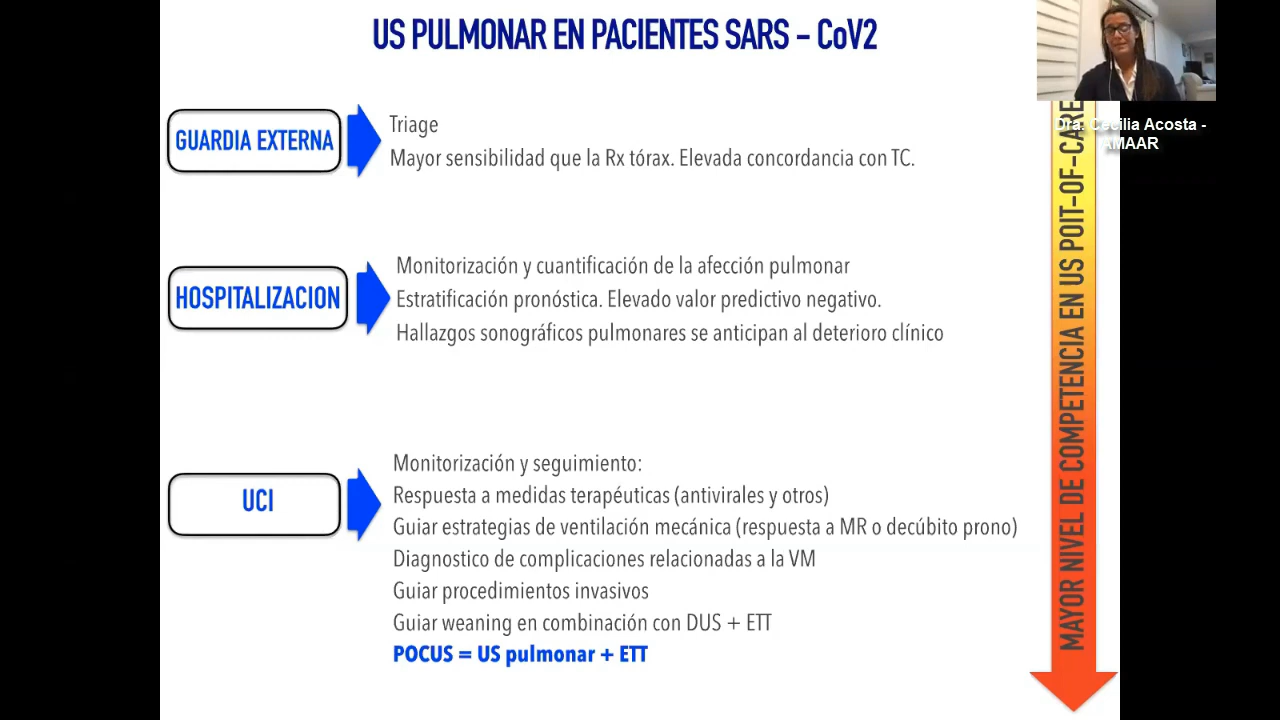 US PULMONAR EN PACIENTES SARS – CoV2
Dra. Cecilia Acosta -
AMAAR
GUARDIA EXTERNA
Triage
Mayor sensibilidad que la Rx tórax. Elevada concordancia con TC.
HOSPITALIZACION
Monitorización y cuantificación de la afección pulmonar
Estratificación pronóstica. Elevado valor predictivo negativo.
Hallazgos sonográficos pulmonares se anticipan al deterioro clínico
UCI
Monitorización y seguimiento:
Respuesta a medidas terapéuticas (antivirales y otros)
Guiar estrategias de ventilación mecánica (respuesta a MR o decúbito prono)
Diagnostico de complicaciones relacionadas a la VM
Guiar procedimientos invasivos
Guiar weaning en combinación con DUS + ETT
POCUS = US pulmonar + ETT
MAYOR NIVEL DE COMPETENCIA EN US POIT-OF-CARE